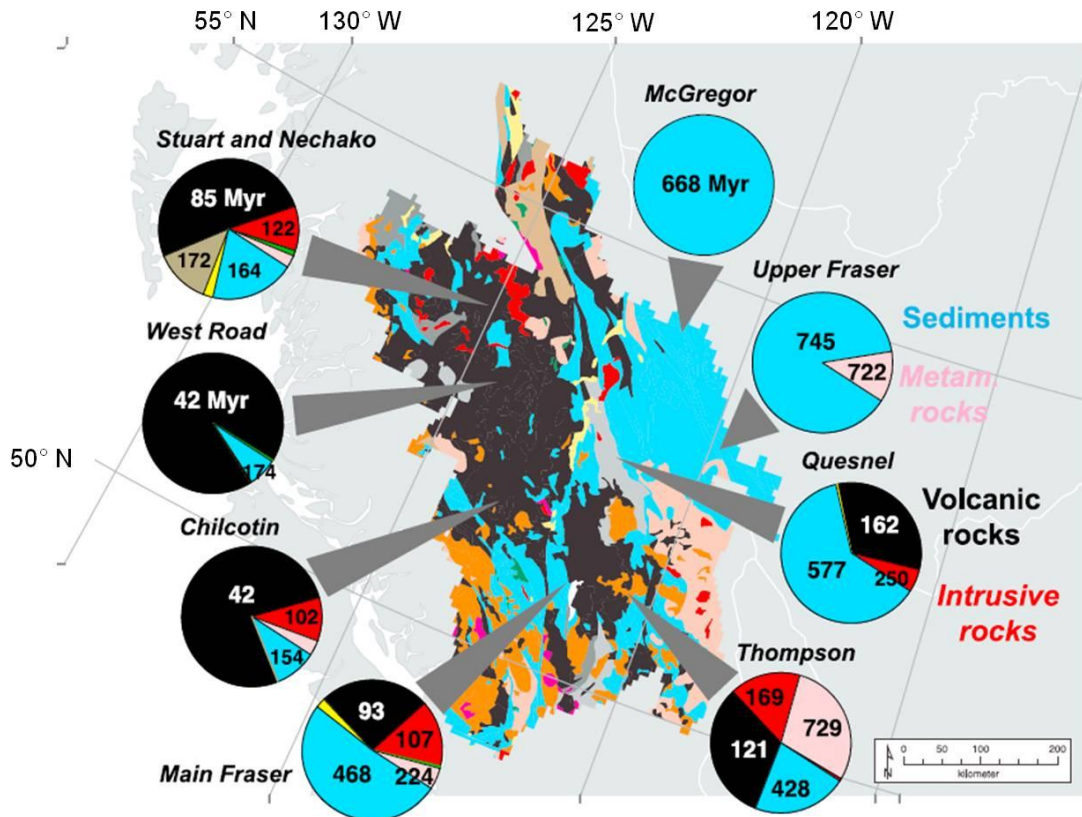 55° N
130° W
125° W
120° W
McGregor
668 Myr
Stuart and Nechako
85 Myr
122
172
164
Upper Fraser
745
722
Sediments
Metam.
rocks
West Road
42 Myr
174
50° N
Quesnel
162
577
250
Volcanic
rocks
Intrusive
rocks
Chilcotin
42
102
154
Thompson
169
729
121
428
Main Fraser
93
107
468
224
N
0 50 100 200
kilometer